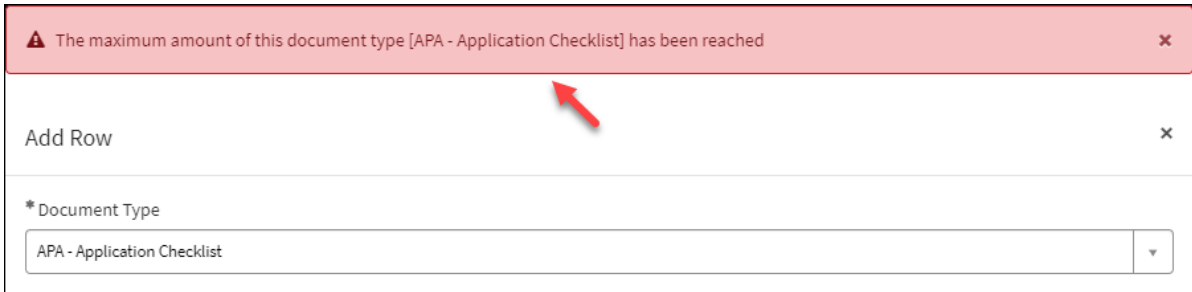 The maximum amount of this document type [APA - Application Checklist] has been reached
Add Row
* Document Type
APA - Application Checklist